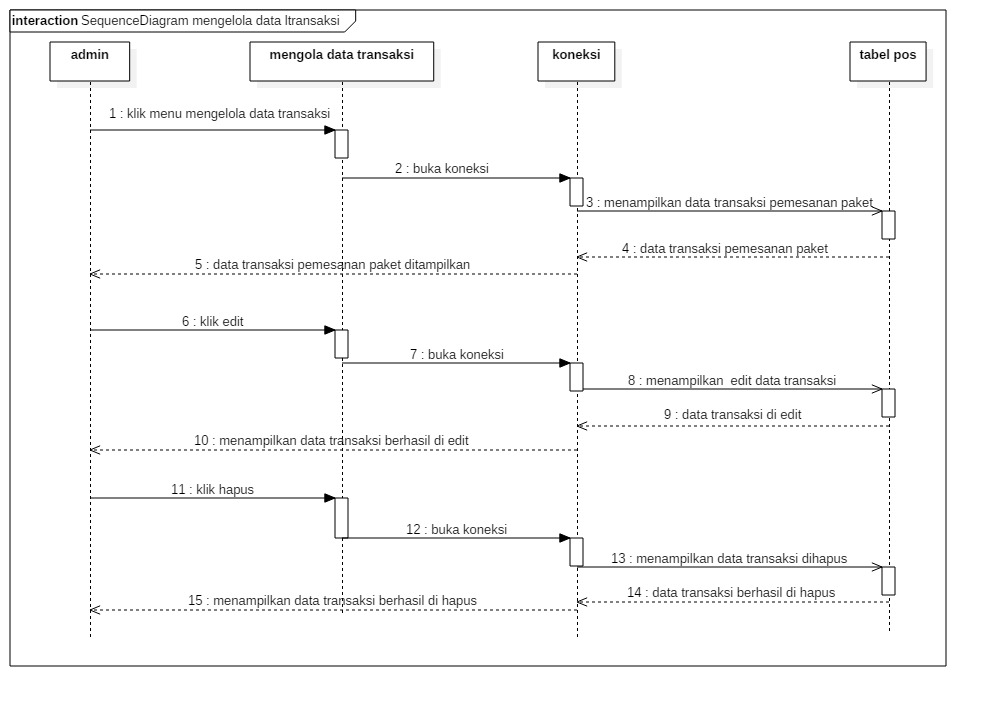 interaction SequenceDiagram mengelola data ltransaksi
admin
mengola data transaksi
koneksi
tabel pos
1 : klik menu mengelola data transaksi
2 : buka koneksi
3 : menampilkan data transaksi pemesanan paket
4 : data transaksi pemesanan paket
5 : data transaksi pemesanan paket ditampilkan
6 : klik edit
7 : buka koneksi
8 : menampilkan  edit data transaksi
9 : data transaksi di edit
10 : menampilkan data transaksi berhasil di edit
11 : klik hapus
12 : buka koneksi
13 : menampilkan data transaksi dihapus
14 : data transaksi berhasil di hapus
15 : menampilkan data transaksi berhasil di hapus